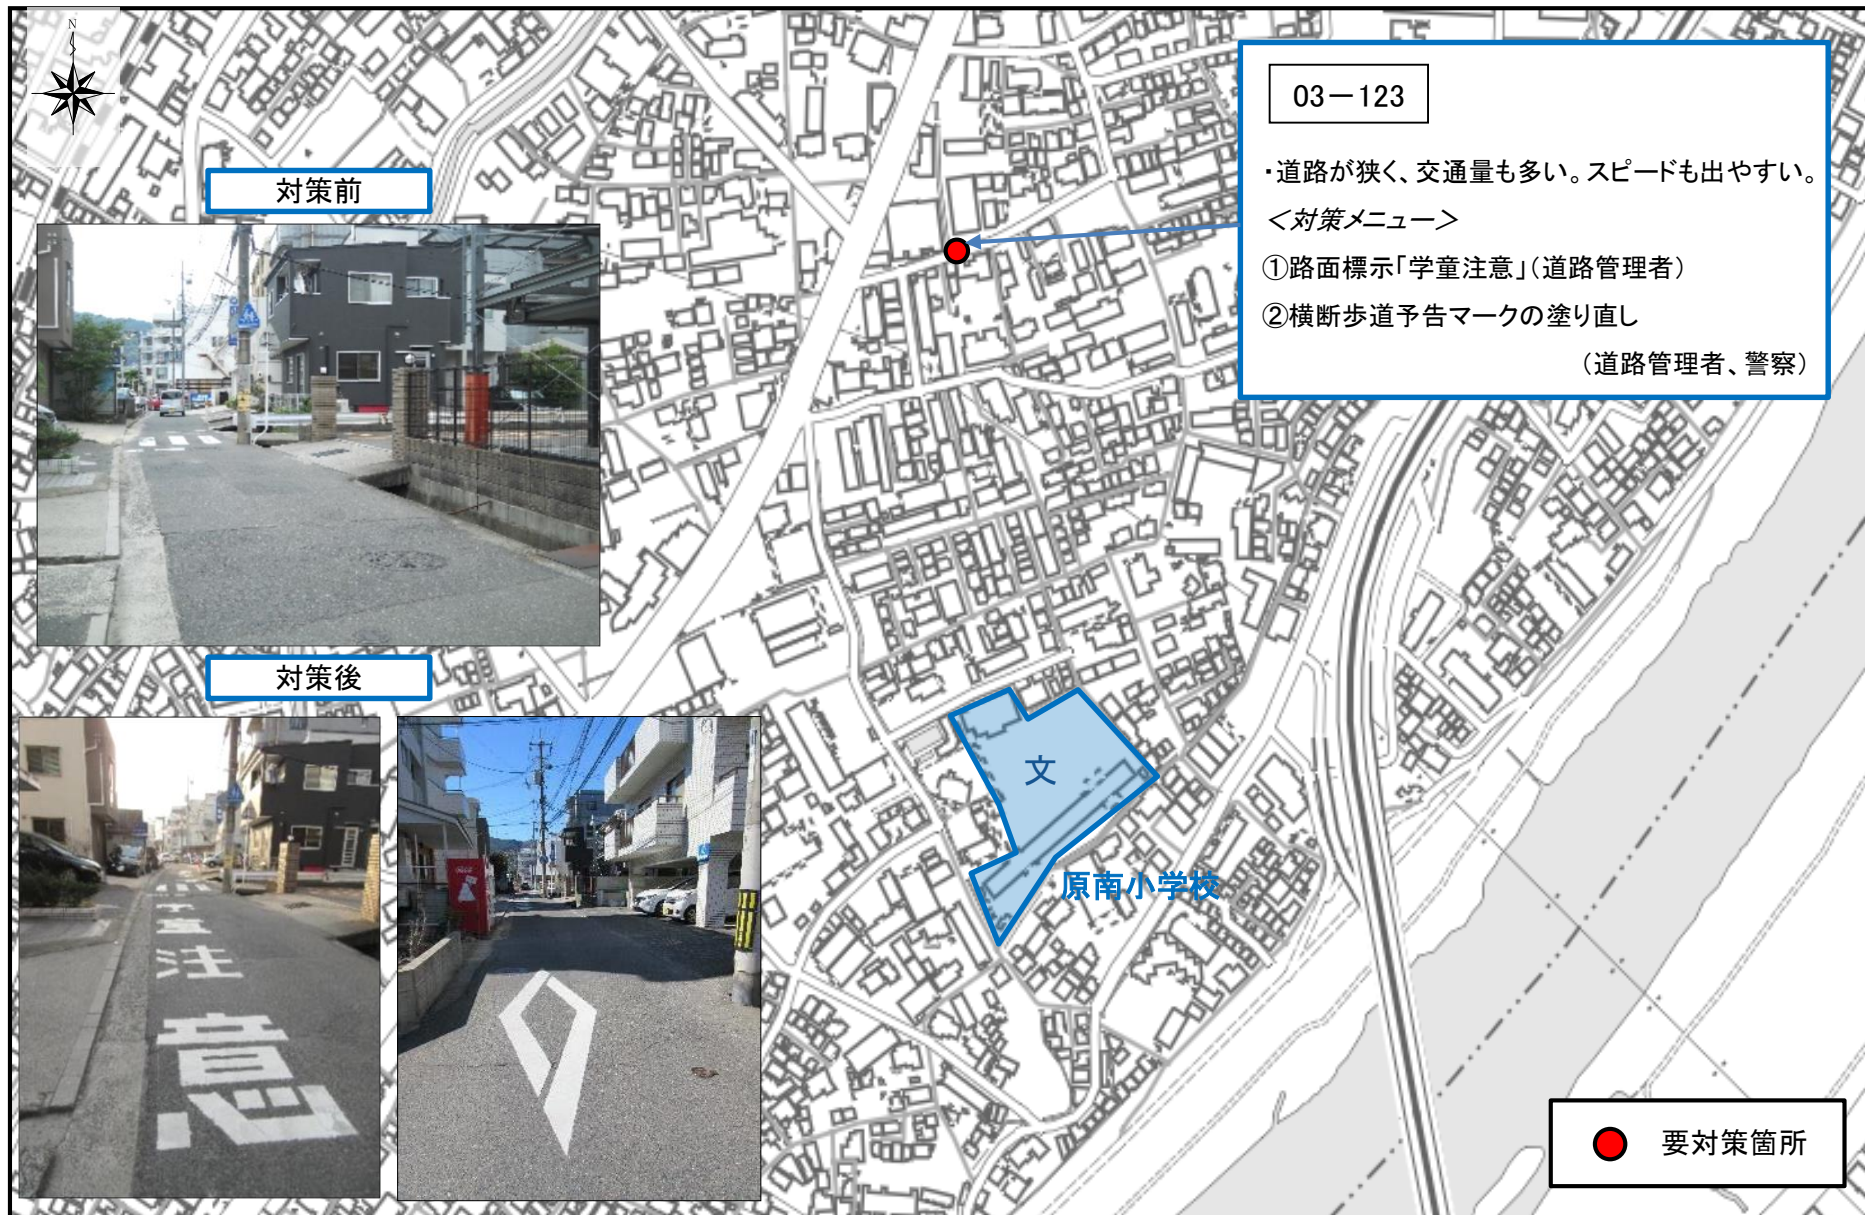 N
対策前
03－123
・道路が狭く、交通量も多い。スピードも出やすい。
＜対策メニュー＞
①路面標示「学童注意」（道路管理者）
②横断歩道予告マークの塗り直し
（道路管理者、警察）
対策後
学
童
注
意
文
原南小学校
要対策箇所